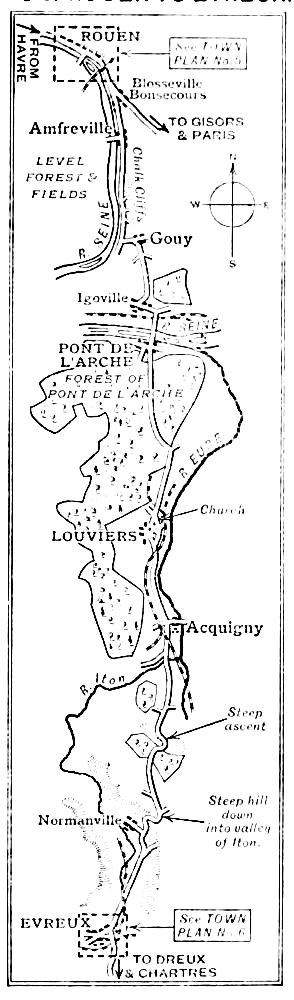 ROUEN
FROM
HAVRE
See TOWN
PLAN No. 5
Blosseville
Bonsecours
TO GISORS
& PARIS
Amfreville
LEVEL
FOREST &
FIELDS
Chalk Cliffs
R. SEINE
N
W
E
S
Gouy
Igoville
R. SEINE
PONT DE
L'ARCHE
FOREST OF
PONT DE L'ARCHE
R. EURE
Church
LOUVIERS
Acquigny
R. Iton
Steep
ascent
Steep hill
down
into valley
of Iton.
Normanville
EVREUX
See TOWN
PLAN No. 6
TO DREUX
& CHARTRES